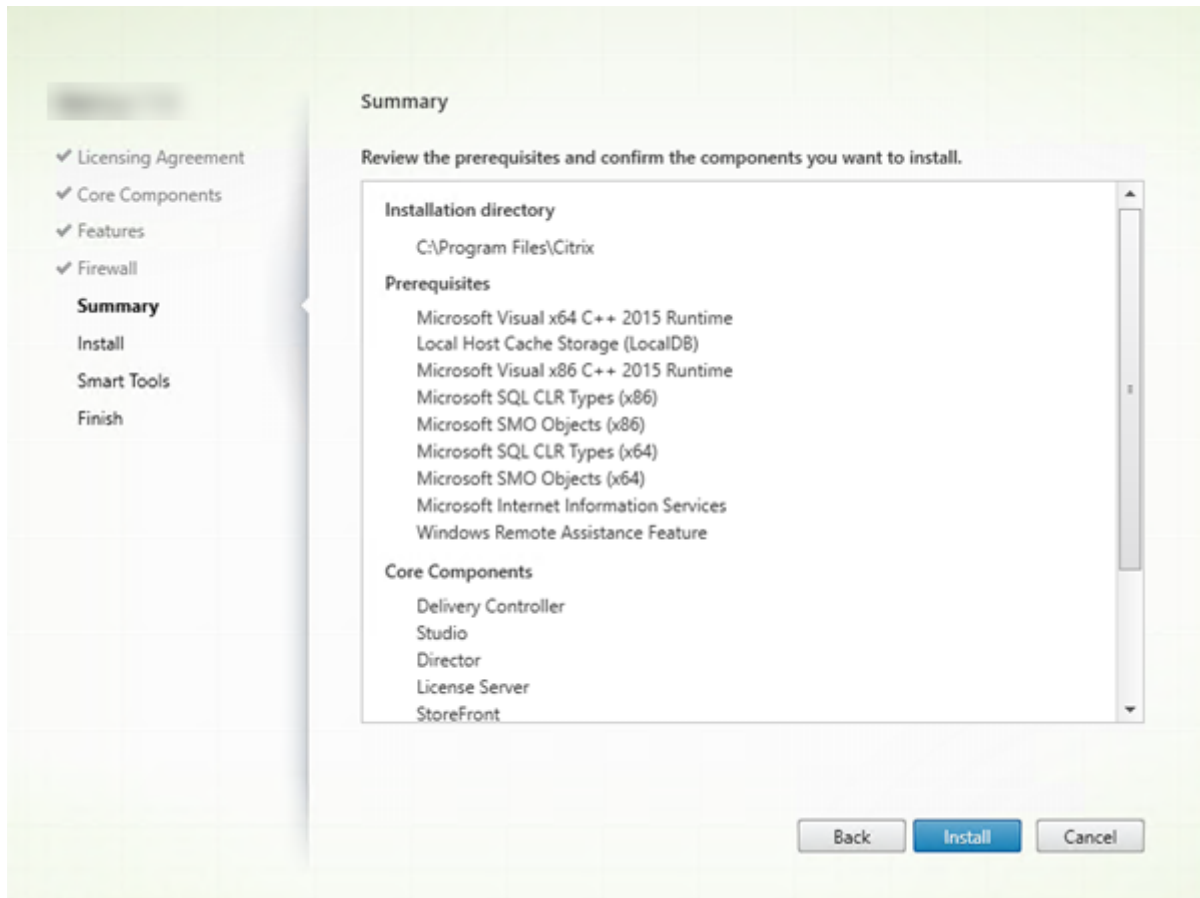 Summary
Review the prerequisites and confirm the components you want to install.
Licensing Agreement
Core Components
Features
Firewall
Summary
Install
Smart Tools
Finish
Installation directory
C:\Program Files\Citrix
Prerequisites
Microsoft Visual x64 C++ 2015 Runtime
Local Host Cache Storage (LocalDB)
Microsoft Visual x86 C++ 2015 Runtime
Microsoft SQL CLR Types (x86)
Microsoft SMO Objects (x86)
Microsoft SQL CLR Types (x64)
Microsoft SMO Objects (x64)
Microsoft Internet Information Services
Windows Remote Assistance Feature
Core Components
Delivery Controller
Studio
Director
License Server
StoreFront
Back
Install
Cancel